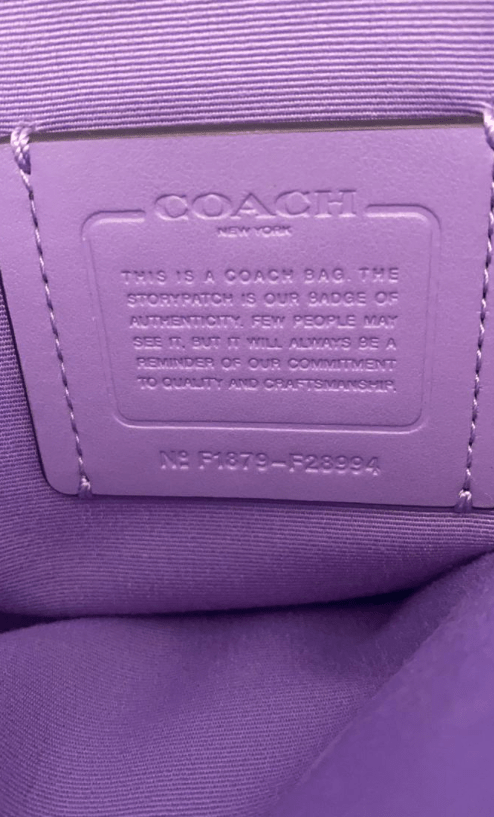 COACH
NEW YORK
THIS IS A COACH BAG. THE
STORYPATCH IS OUR BADGE OF
AUTHENTICITY. FEW PEOPLE MAY
SEE IT, BUT IT WILL ALWAYS BE A
REMINDER OF OUR COMMITMENT
TO QUALITY AND CRAFTSMANSHIP.
Nº F1879-F28994